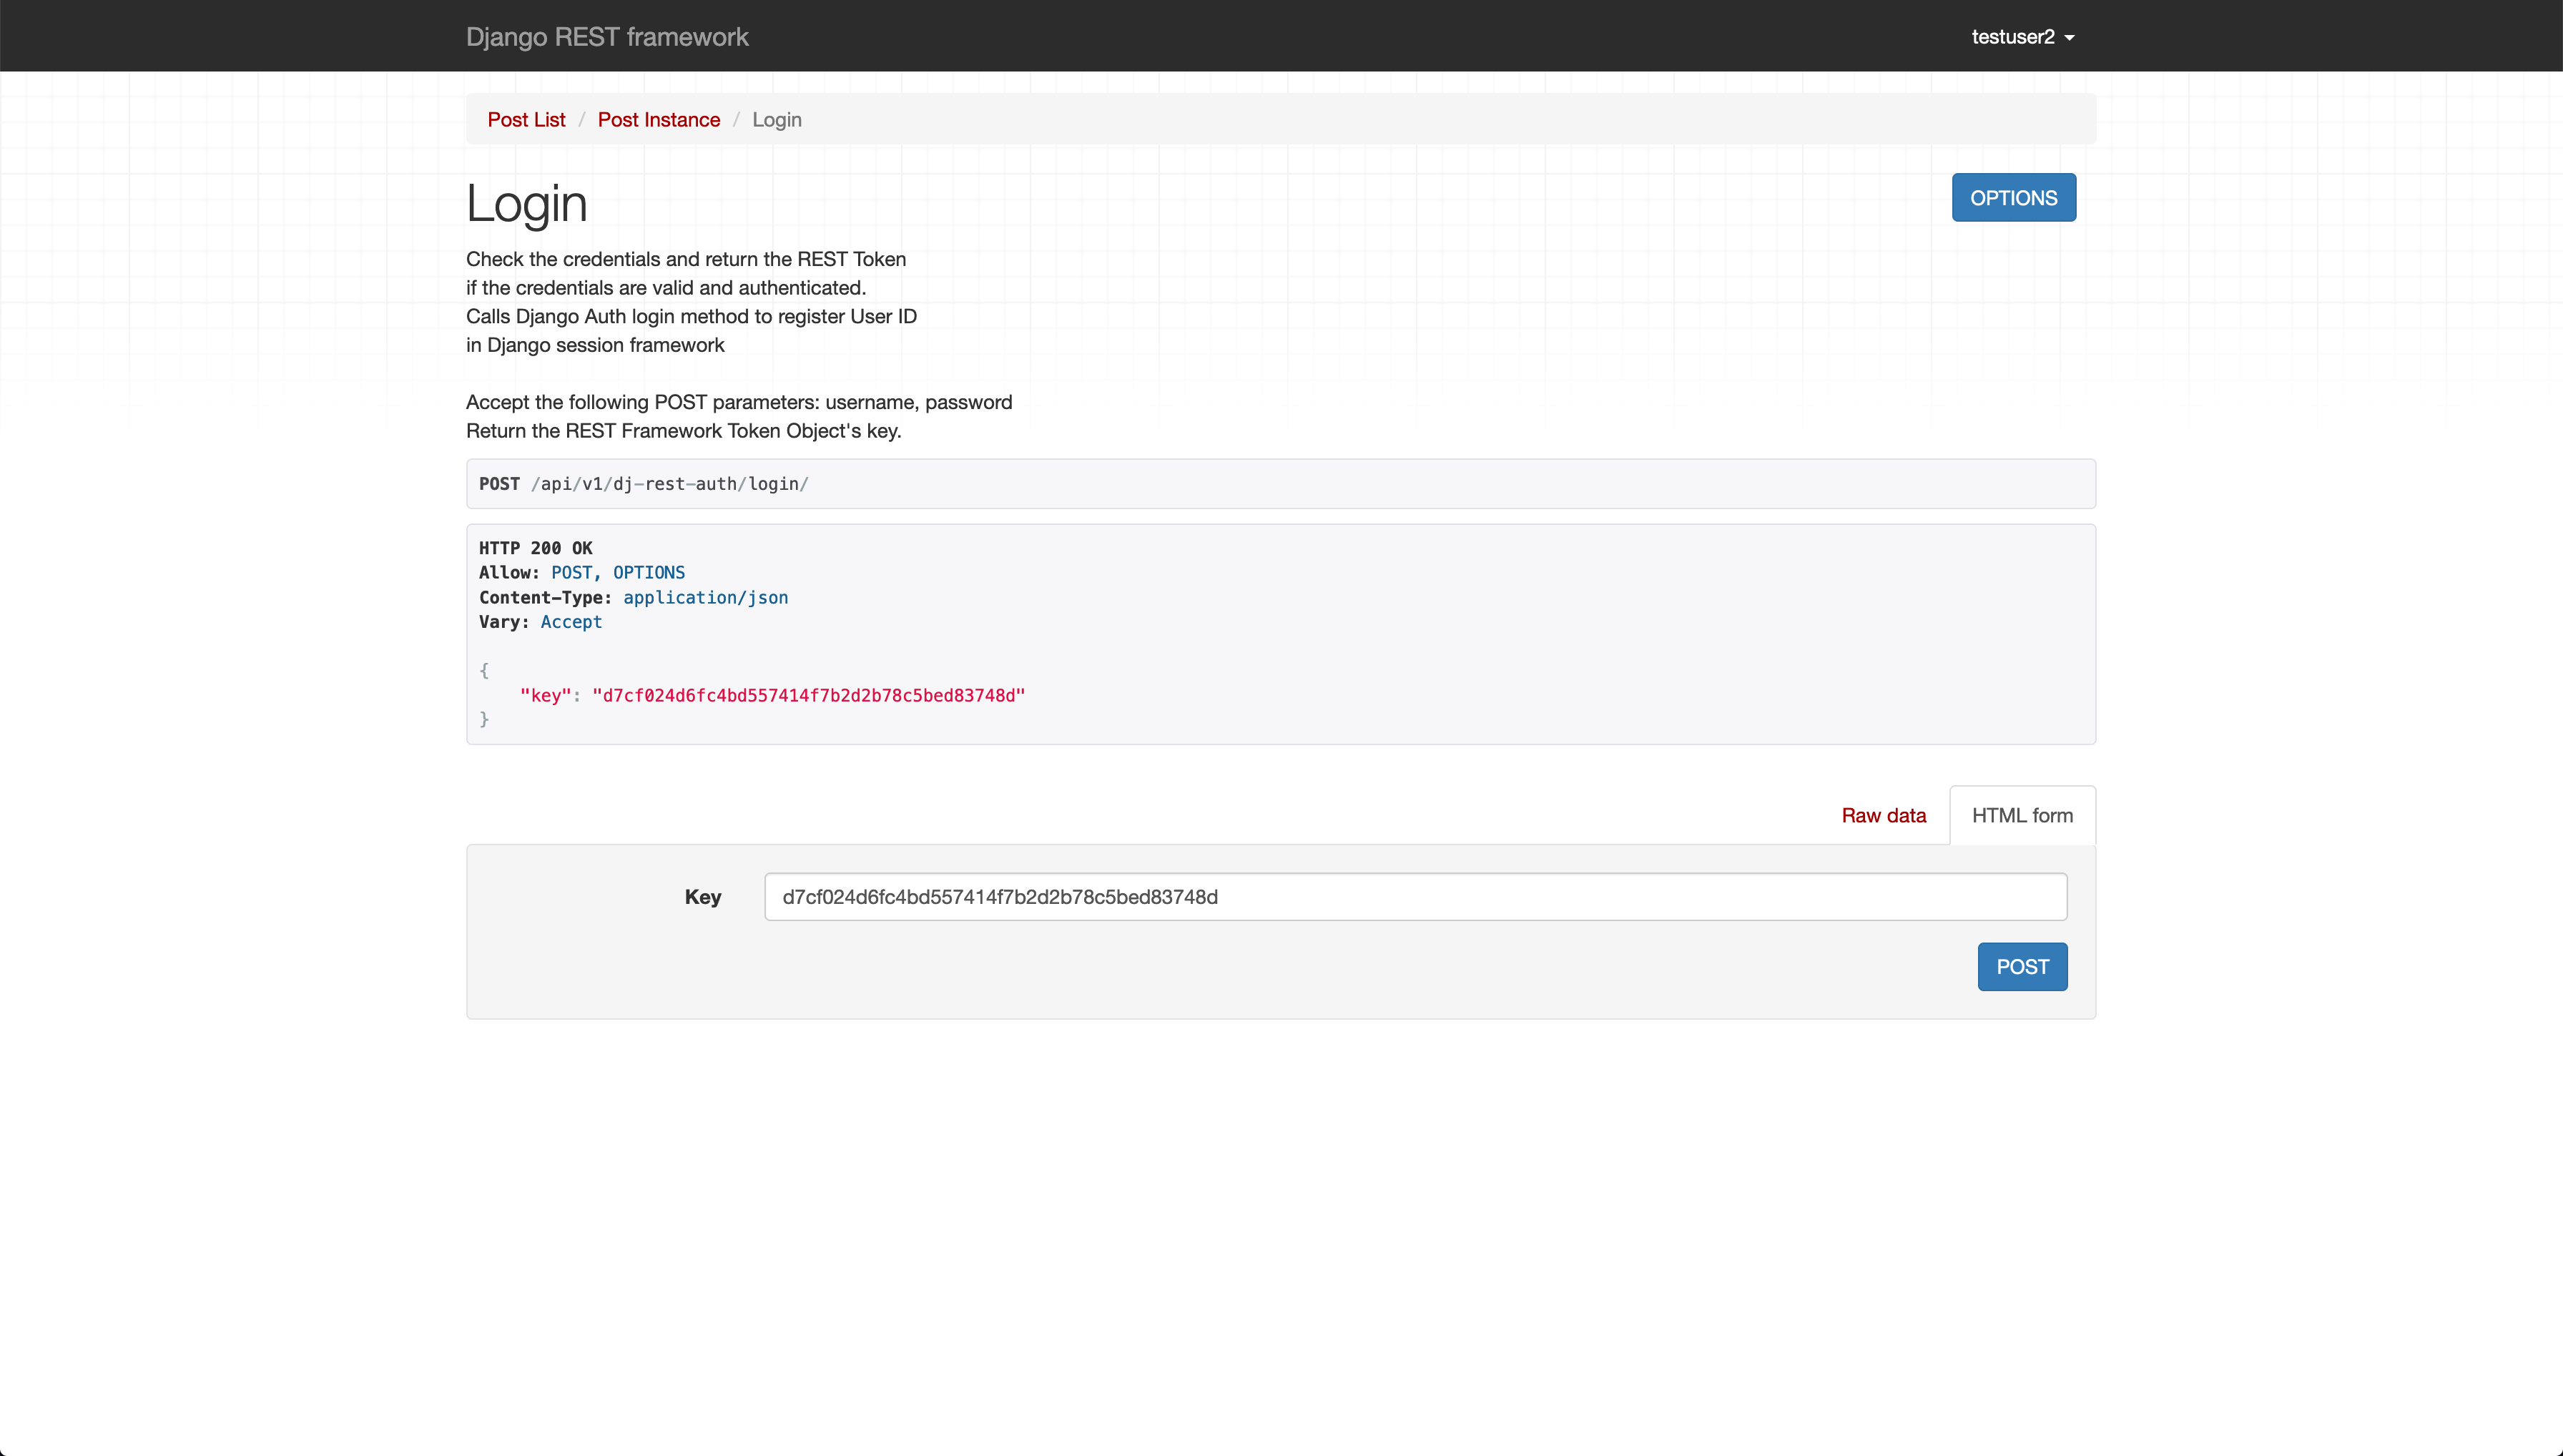 Django REST framework
testuser2
Post List / Post Instance / Login
Login
OPTIONS
Check the credentials and return the REST Token
if the credentials are valid and authenticated.
Calls Django Auth login method to register User ID
in Django session framework
Accept the following POST parameters: username, password
Return the REST Framework Token Object's key.
POST /api/v1/dj-rest-auth/login/
HTTP 200 OK
Allow: POST, OPTIONS
Content-Type: application/json
Vary: Accept
{
"key": "d7cf024d6fc4bd557414f7b2d2b78c5bed83748d"
}
Raw data
HTML form
Key
d7cf024d6fc4bd557414f7b2d2b78c5bed83748d
POST